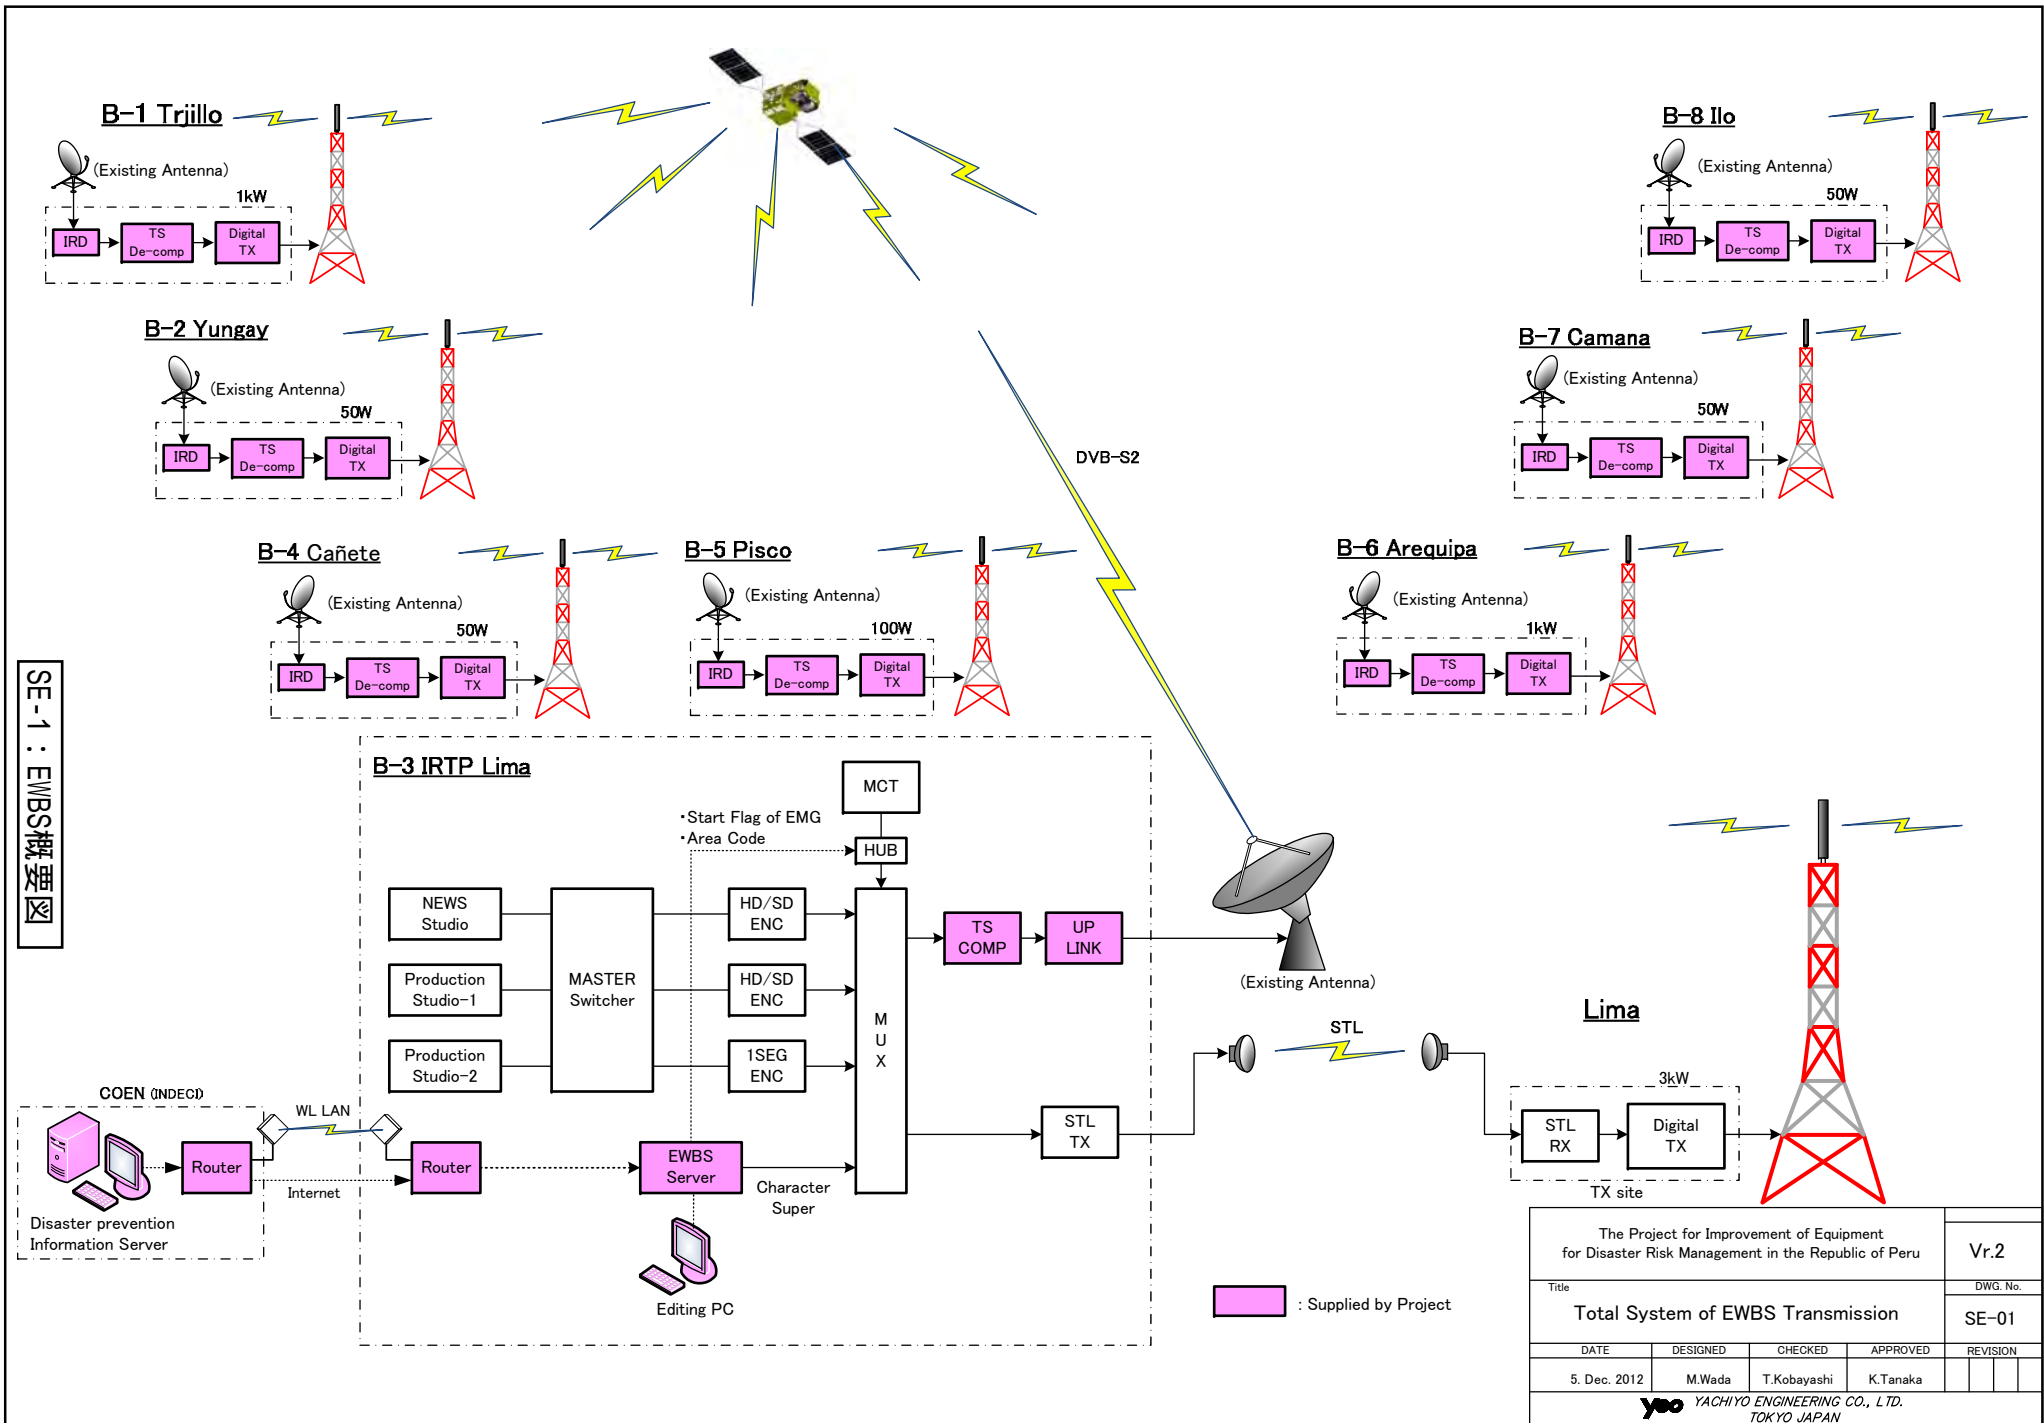 B-1 Trjillo
(Existing Antenna)
1kW
IRD
TS
De-comp
Digital
TX
B-8 Ilo
(Existing Antenna)
50W
IRD
TS
De-comp
Digital
TX
B-2 Yungay
(Existing Antenna)
50W
IRD
TS
De-comp
Digital
TX
B-7 Camana
(Existing Antenna)
50W
IRD
TS
De-comp
Digital
TX
DVB-S2
B-4 Cañete
(Existing Antenna)
50W
IRD
TS
De-comp
Digital
TX
B-5 Pisco
(Existing Antenna)
100W
IRD
TS
De-comp
Digital
TX
B-6 Arequipa
(Existing Antenna)
1kW
IRD
TS
De-comp
Digital
TX
SE-1：EWBS概要図
B-3 IRTP Lima
MCT
・Start Flag of EMG
・Area Code
HUB
NEWS
Studio
Production
Studio-1
Production
Studio-2
MASTER
Switcher
HD/SD
ENC
HD/SD
ENC
1SEG
ENC
M
U
X
TS
COMP
UP
LINK
(Existing Antenna)
STL
TX
STL
Lima
3kW
STL
RX
Digital
TX
TX site
COEN (INDECI)
WL LAN
Router
Internet
Router
EWBS
Server
Character
Super
Disaster prevention
Information Server
Editing PC
: Supplied by Project
The Project for Improvement of Equipment
for Disaster Risk Management in the Republic of Peru
Vr.2
Title
Total System of EWBS Transmission
DWG. No.
SE-01
DATE
DESIGNED
CHECKED
APPROVED
REVISION
5. Dec. 2012
M.Wada
T.Kobayashi
K.Tanaka
yeo YACHIYO ENGINEERING CO., LTD.
TOKYO JAPAN